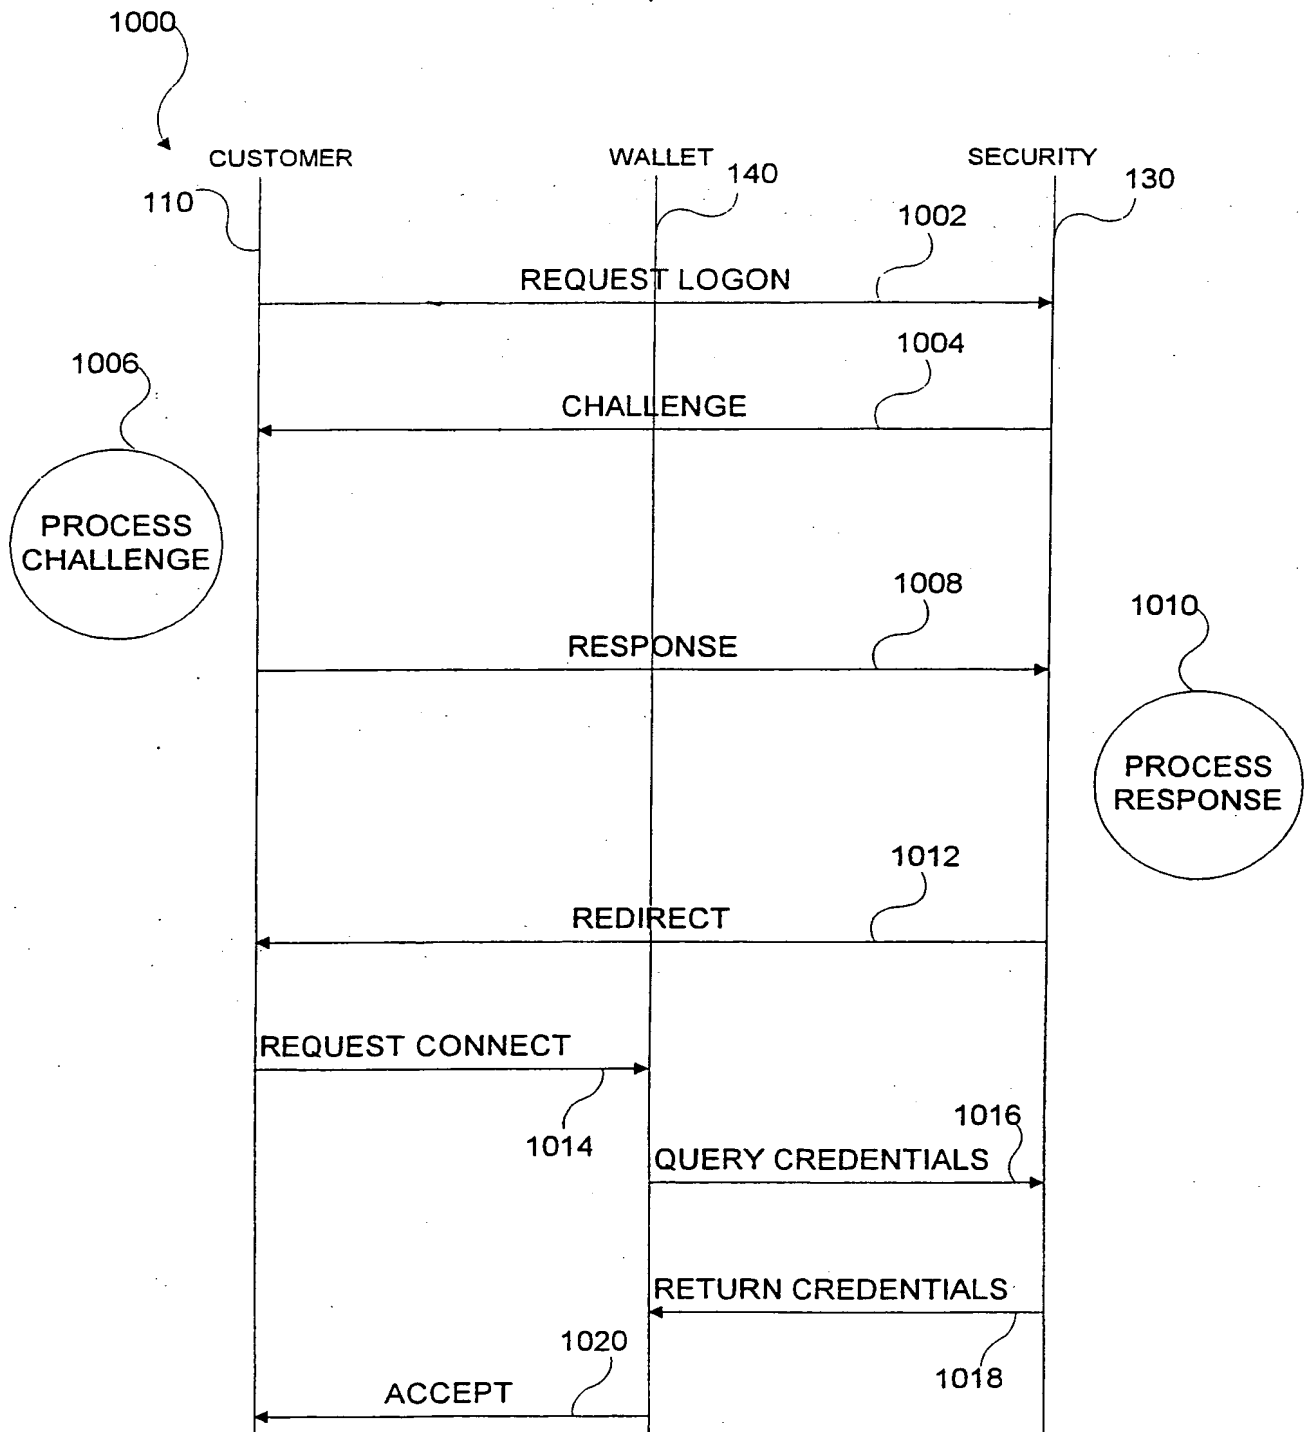 1000
CUSTOMER
WALLET
SECURITY
110
140
130
1002
REQUEST LOGON
1004
1006
CHALLENGE
PROCESS
CHALLENGE
1008
1010
RESPONSE
PROCESS
RESPONSE
1012
REDIRECT
REQUEST CONNECT
1014
1016
QUERY CREDENTIALS
RETURN CREDENTIALS
1018
1020
ACCEPT